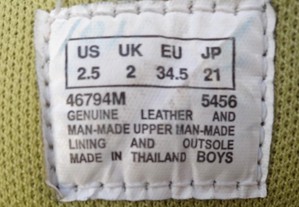 US UK EU JP
2.5 2 34.5 21
46794M 5456
GENUINE LEATHER AND
MAN-MADE UPPER MAN-MADE
LINING AND OUTSOLE
MADE IN THAILAND BOYS